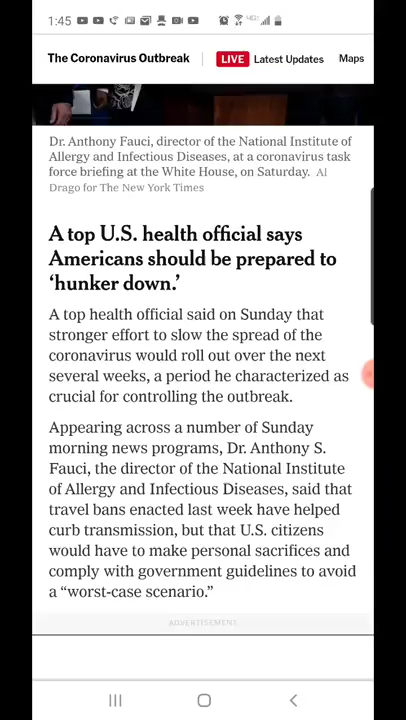 1:45
The Coronavirus Outbreak LIVE Latest Updates Maps
Dr. Anthony Fauci, director of the National Institute of
Allergy and Infectious Diseases, at a coronavirus task
force briefing at the White House, on Saturday. Al
Drago for The New York Times
A top U.S. health official says
Americans should be prepared to
‘hunker down.’
A top health official said on Sunday that
stronger effort to slow the spread of the
coronavirus would roll out over the next
several weeks, a period he characterized as
crucial for controlling the outbreak.
Appearing across a number of Sunday
morning news programs, Dr. Anthony S.
Fauci, the director of the National Institute
of Allergy and Infectious Diseases, said that
travel bans enacted last week have helped
curb transmission, but that U.S. citizens
would have to make personal sacrifices and
comply with government guidelines to avoid
a “worst-case scenario.”
ADVERTISEMENT